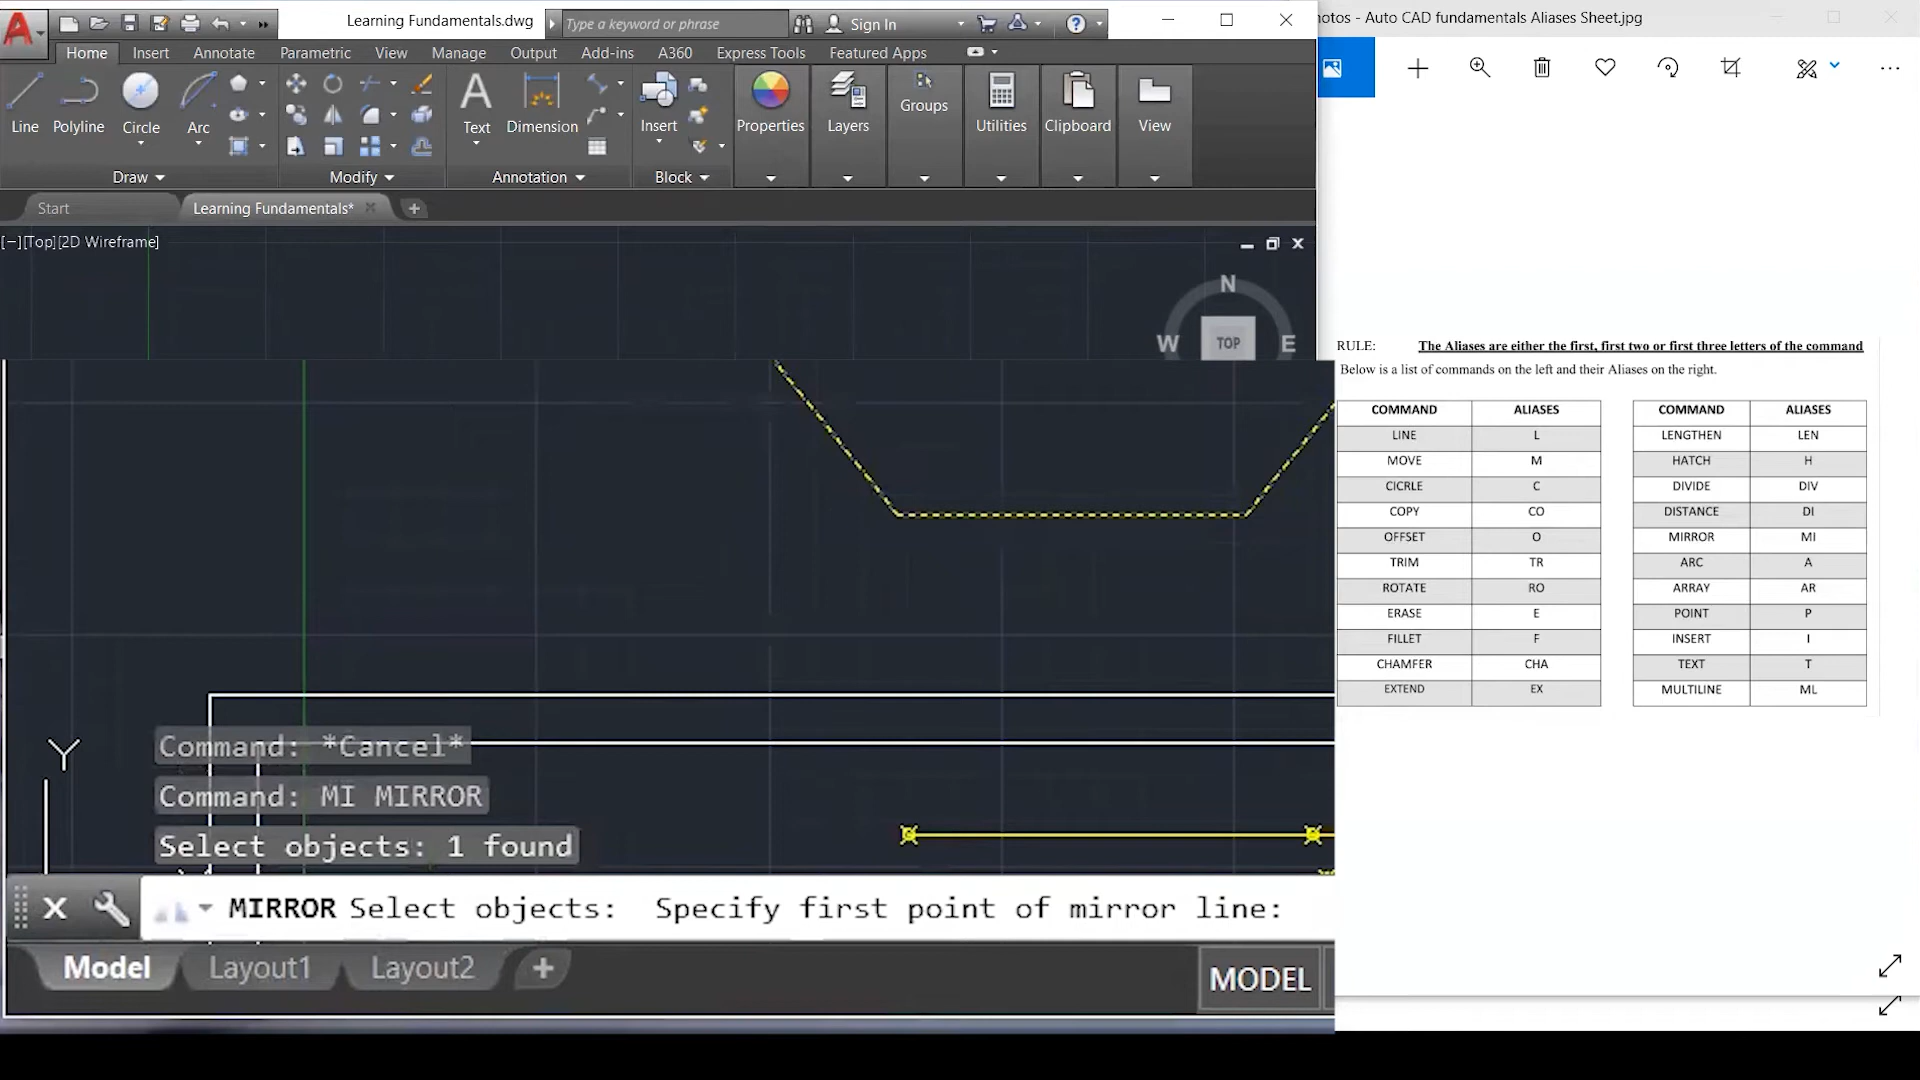 Learning Fundamentals.dwg
Type a keyword or phrase
Sign In
?
Home Insert Annotate Parametric View Manage Output Add-ins A360 Express Tools Featured Apps
Line Polyline Circle Arc
A Text Dimension
Insert
Properties Layers Groups Utilities Clipboard View
Draw Modify Annotation Block
Start Learning Fundamentals* +
[−][Top][2D Wireframe]
N
W TOP E
Y
Command: *Cancel*
Command: MI MIRROR
Select objects: 1 found
MIRROR Select objects: Specify first point of mirror line:
Model Layout1 Layout2 +
MODEL
otos - Auto CAD fundamentals Aliases Sheet.jpg
RULE: The Aliases are either the first, first two or first three letters of the command
Below is a list of commands on the left and their Aliases on the right.
COMMAND ALIASES
LINE L
MOVE M
CICRLE C
COPY CO
OFFSET O
TRIM TR
ROTATE RO
ERASE E
FILLET F
CHAMFER CHA
EXTEND EX
COMMAND ALIASES
LENGTHEN LEN
HATCH H
DIVIDE DIV
DISTANCE DI
MIRROR MI
ARC A
ARRAY AR
POINT P
INSERT I
TEXT T
MULTILINE ML